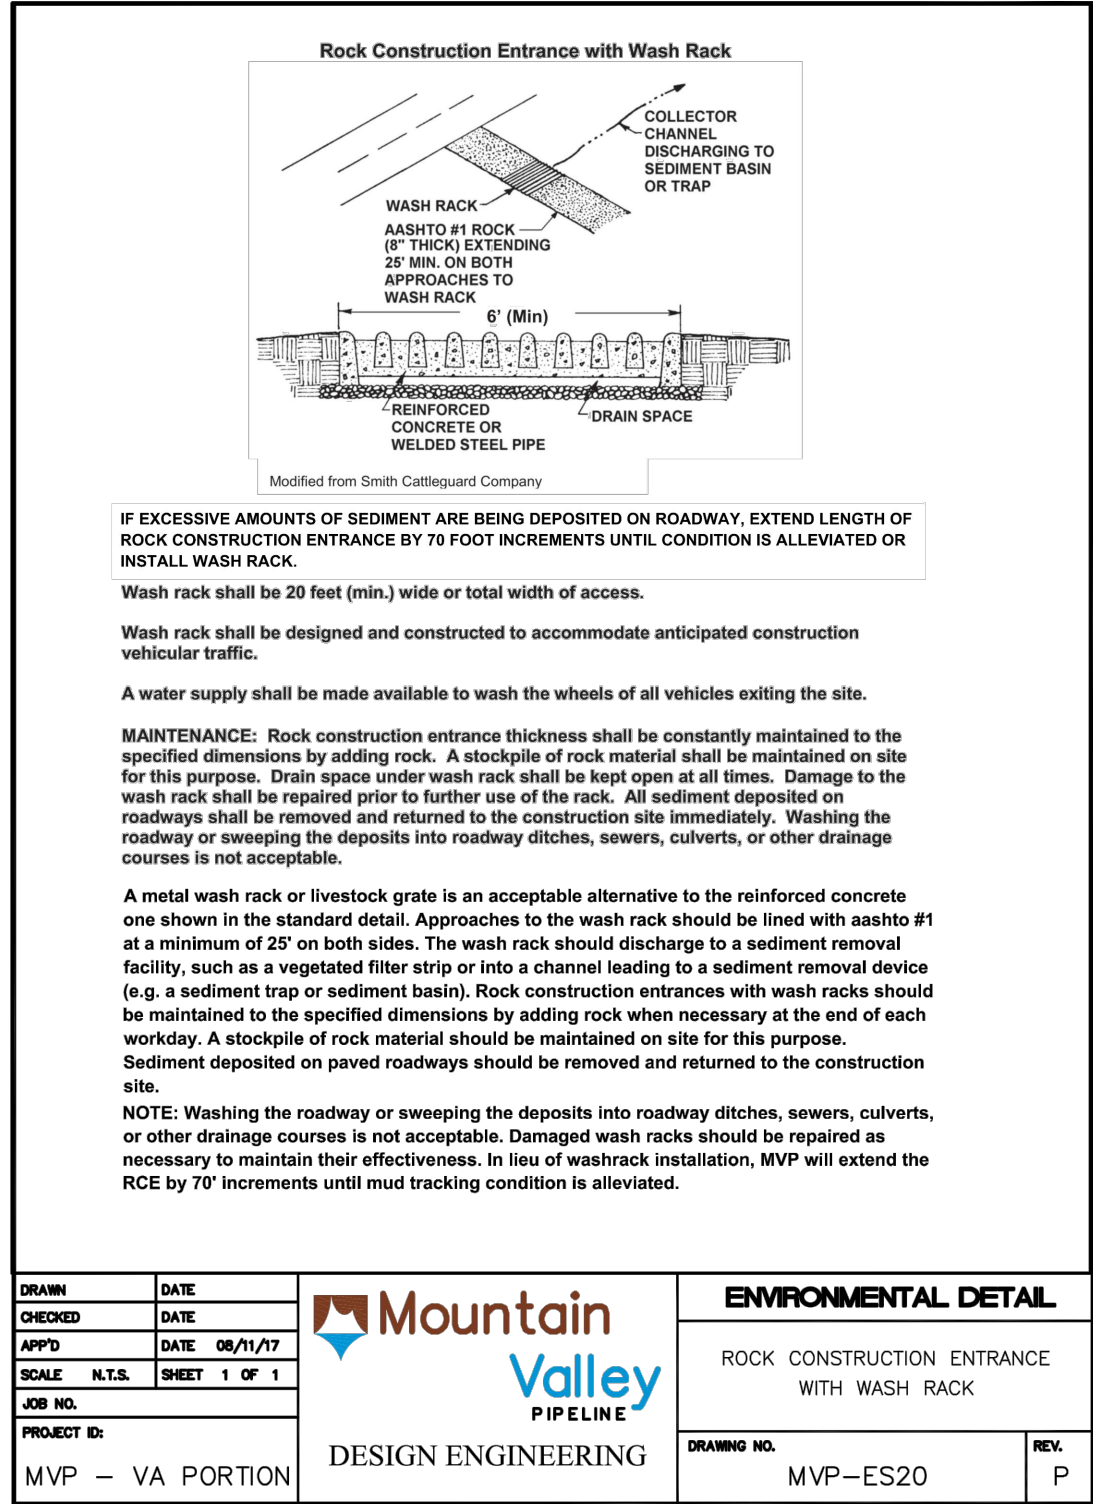 Rock Construction Entrance with Wash Rack
COLLECTOR
CHANNEL
DISCHARGING TO
SEDIMENT BASIN
OR TRAP
WASH RACK
AASHTO #1 ROCK
(8" THICK) EXTENDING
25' MIN. ON BOTH
APPROACHES TO
WASH RACK
6' (Min)
REINFORCED
CONCRETE OR
WELDED STEEL PIPE
DRAIN SPACE
Modified from Smith Cattleguard Company
IF EXCESSIVE AMOUNTS OF SEDIMENT ARE BEING DEPOSITED ON ROADWAY, EXTEND LENGTH OF
ROCK CONSTRUCTION ENTRANCE BY 70 FOOT INCREMENTS UNTIL CONDITION IS ALLEVIATED OR
INSTALL WASH RACK.
Wash rack shall be 20 feet (min.) wide or total width of access.
Wash rack shall be designed and constructed to accommodate anticipated construction
vehicular traffic.
A water supply shall be made available to wash the wheels of all vehicles exiting the site.
MAINTENANCE: Rock construction entrance thickness shall be constantly maintained to the
specified dimensions by adding rock. A stockpile of rock material shall be maintained on site
for this purpose. Drain space under wash rack shall be kept open at all times. Damage to the
wash rack shall be repaired prior to further use of the rack. All sediment deposited on
roadways shall be removed and returned to the construction site immediately. Washing the
roadway or sweeping the deposits into roadway ditches, sewers, culverts, or other drainage
courses is not acceptable.
A metal wash rack or livestock grate is an acceptable alternative to the reinforced concrete
one shown in the standard detail. Approaches to the wash rack should be lined with aashto #1
at a minimum of 25' on both sides. The wash rack should discharge to a sediment removal
facility, such as a vegetated filter strip or into a channel leading to a sediment removal device
(e.g. a sediment trap or sediment basin). Rock construction entrances with wash racks should
be maintained to the specified dimensions by adding rock when necessary at the end of each
workday. A stockpile of rock material should be maintained on site for this purpose.
Sediment deposited on paved roadways should be removed and returned to the construction
site.
NOTE: Washing the roadway or sweeping the deposits into roadway ditches, sewers, culverts,
or other drainage courses is not acceptable. Damaged wash racks should be repaired as
necessary to maintain their effectiveness. In lieu of washrack installation, MVP will extend the
RCE by 70' increments until mud tracking condition is alleviated.
DRAWN DATE
CHECKED DATE
APP'D DATE 08/11/17
SCALE N.T.S. SHEET 1 OF 1
JOB NO.
PROJECT ID:
MVP – VA PORTION
Mountain
Valley
PIPELINE
DESIGN ENGINEERING
ENVIRONMENTAL DETAIL
ROCK CONSTRUCTION ENTRANCE
WITH WASH RACK
DRAWING NO.
MVP–ES20
REV.
P